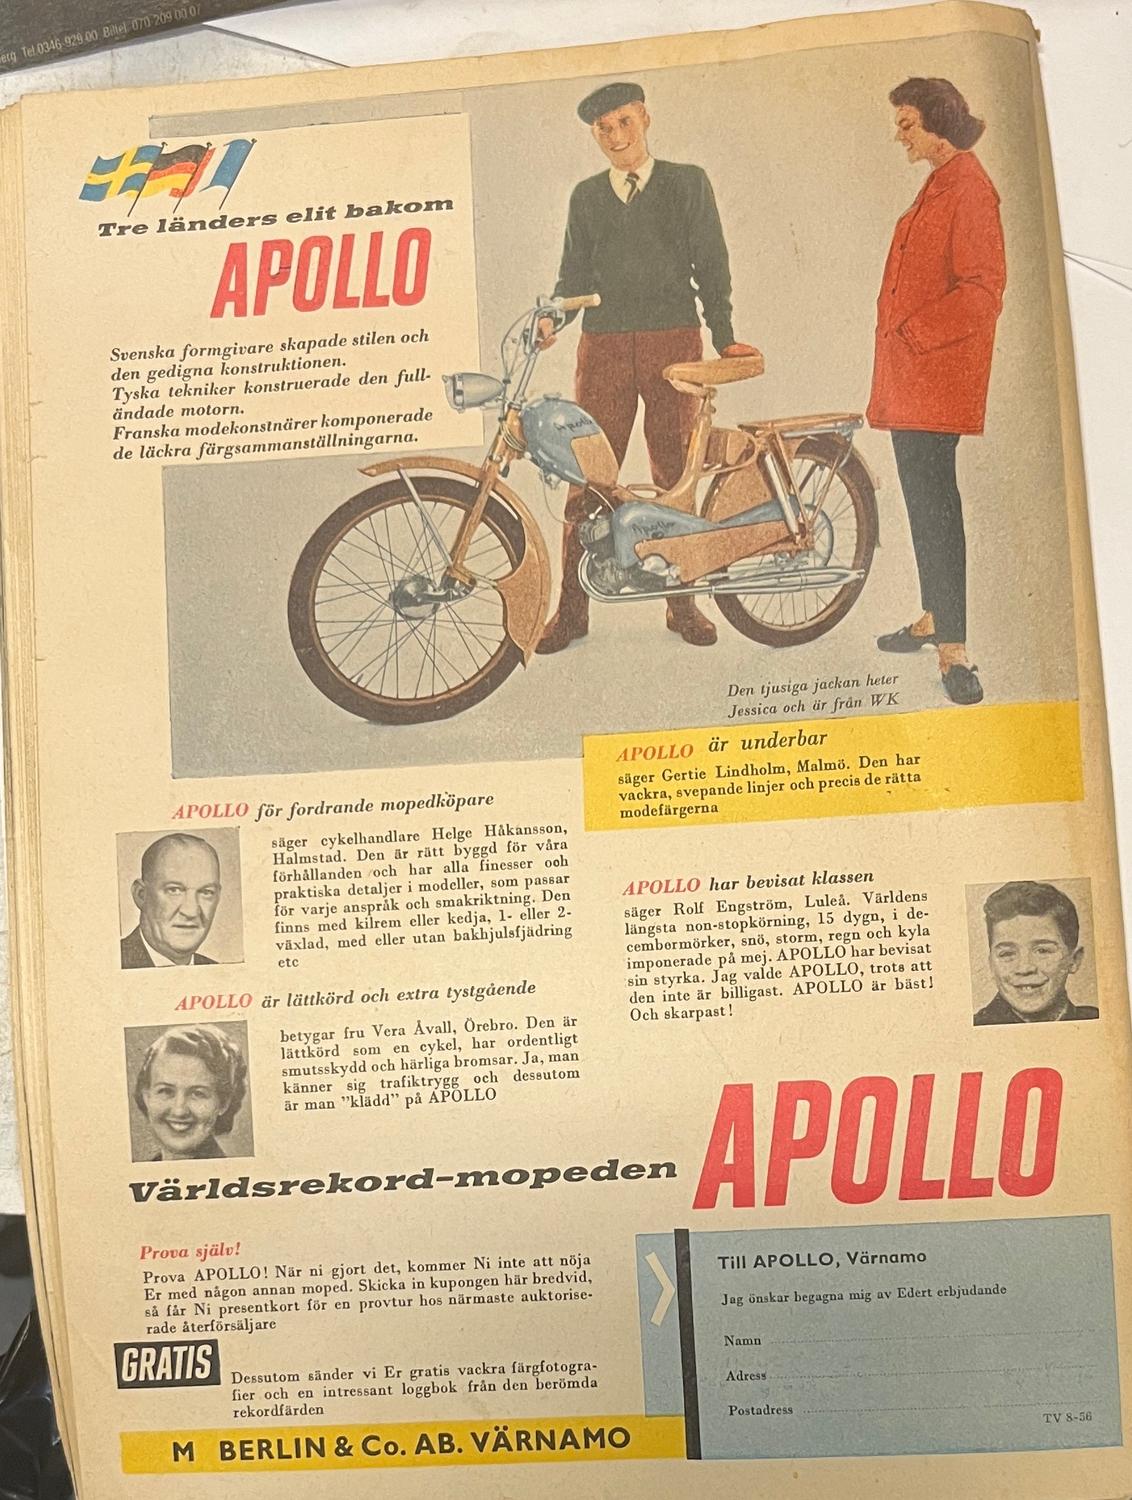 erg Tel 0346-929 00 Biltel 070-209 00 07
Tre länders elit bakom
APOLLO
Svenska formgivare skapade stilen och
den gedigna konstruktionen.
Tyska tekniker konstruerade den full-
ändade motorn.
Franska modekonstnärer komponerade
de läckra färgsammanställningarna.
Apollo
Apollo
Den tjusiga jackan heter
Jessica och är från WK
APOLLO är underbar
säger Gertie Lindholm, Malmö. Den har
vackra, svepande linjer och precis de rätta
modefärgerna
APOLLO för fordrande mopedköpare
säger cykelhandlare Helge Håkansson,
Halmstad. Den är rätt byggd för våra
förhållanden och har alla finesser och
praktiska detaljer i modeller, som passar
för varje anspråk och smakriktning. Den
finns med kilrem eller kedja, 1- eller 2-
växlad, med eller utan bakhjulsfjädring
etc
APOLLO är lättkörd och extra tystgående
betygar fru Vera Åvall, Örebro. Den är
lättkörd som en cykel, har ordentligt
smutsskydd och härliga bromsar. Ja, man
känner sig trafiktrygg och dessutom
är man ”klädd” på APOLLO
APOLLO har bevisat klassen
säger Rolf Engström, Luleå. Världens
längsta non-stopkörning, 15 dygn, i de-
cembermörker, snö, storm, regn och kyla
imponerade på mej. APOLLO har bevisat
sin styrka. Jag valde APOLLO, trots att
den inte är billigast. APOLLO är bäst!
Och skarpast!
Världsrekord-mopeden APOLLO
Prova själv!
Prova APOLLO! När ni gjort det, kommer Ni inte att nöja
Er med någon annan moped. Skicka in kupongen här bredvid,
så får Ni presentkort för en provtur hos närmaste auktorise-
rade återförsäljare
GRATIS
Dessutom sänder vi Er gratis vackra färgfotogra-
fier och en intressant loggbok från den berömda
rekordfärden
M BERLIN & Co. AB. VÄRNAMO
Till APOLLO, Värnamo
Jag önskar begagna mig av Edert erbjudande
Namn
Adress
Postadress
TV 8-56